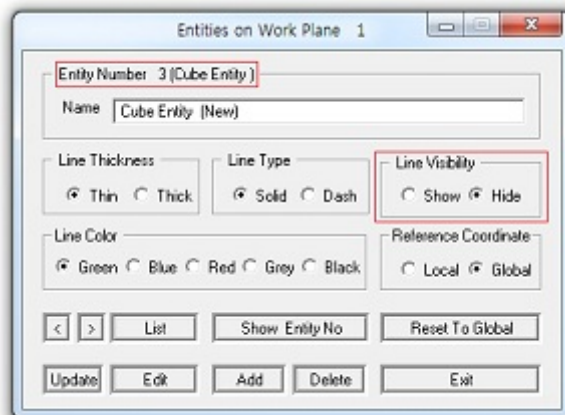 Entities on Work Plane 1
Entity Number 3 (Cube Entity )
Name Cube Entity (New)
Line Thickness Line Type Line Visibility
Thin Thick Solid Dash Show Hide
Line Color Reference Coordinate
Green Blue Red Grey Black Local Global
< > List Show Entity No Reset To Global
Update Edit Add Delete Exit